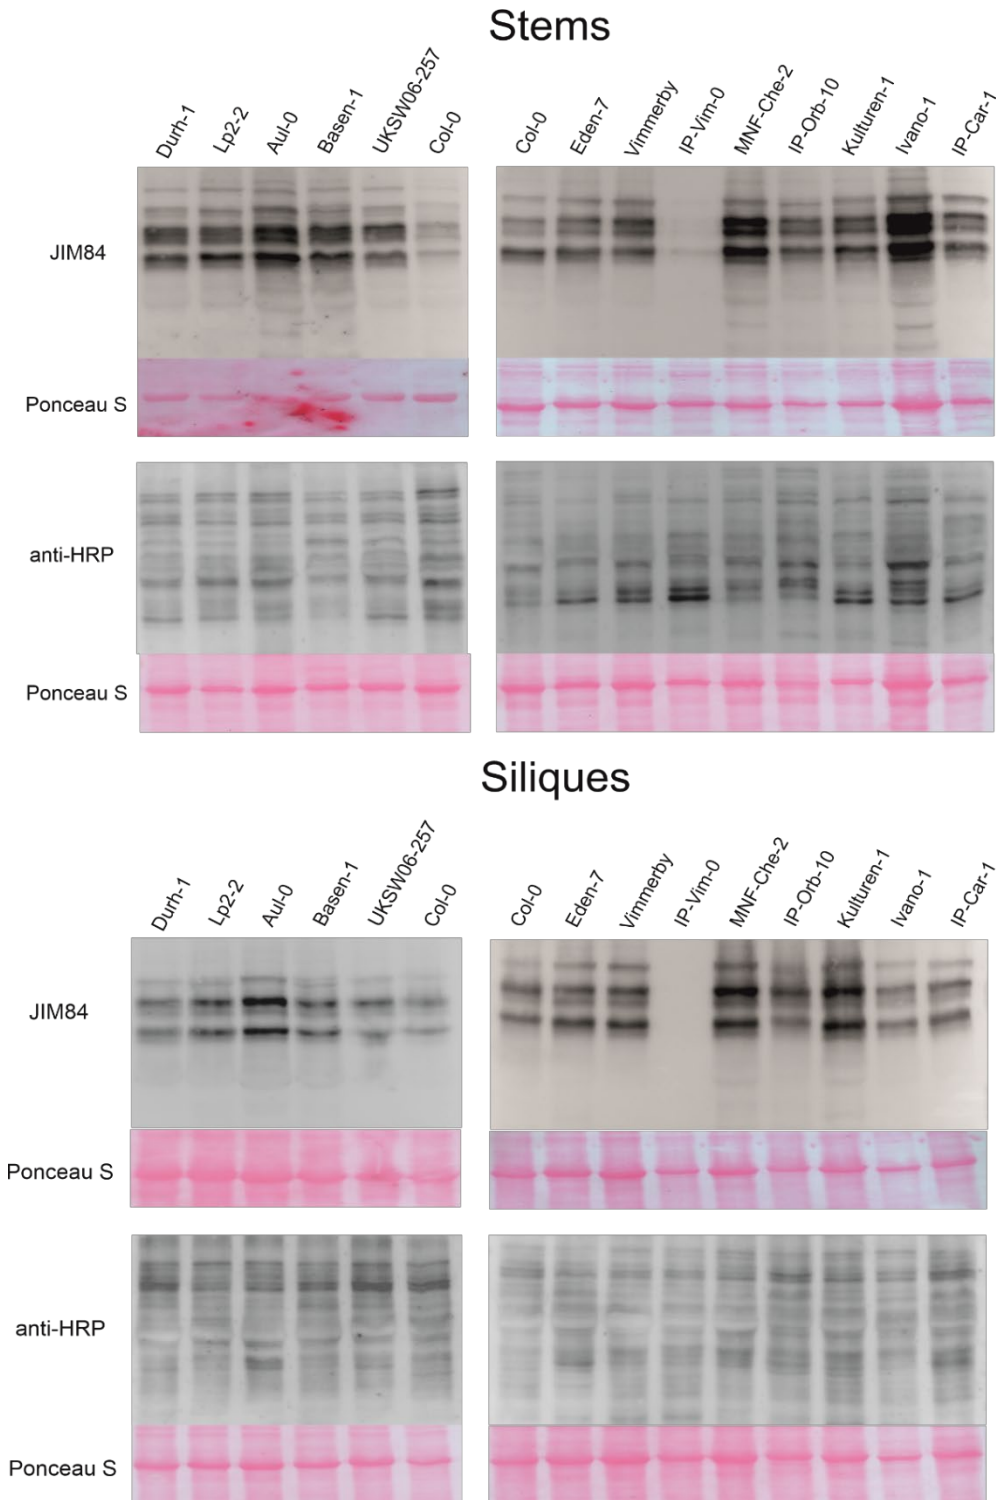 Stems
Durh-1 Lp2-2 Aul-0 Basen-1 UKSW06-257 Col-0 Col-0 Eden-7 Vimmerby IP-Vim-0 MNF-Che-2 IP-Orb-10 Kulturen-1 Ivano-1 IP-Car-1
JIM84
Ponceau S
anti-HRP
Ponceau S
Siliques
Durh-1 Lp2-2 Aul-0 Basen-1 UKSW06-257 Col-0 Col-0 Eden-7 Vimmerby IP-Vim-0 MNF-Che-2 IP-Orb-10 Kulturen-1 Ivano-1 IP-Car-1
JIM84
Ponceau S
anti-HRP
Ponceau S